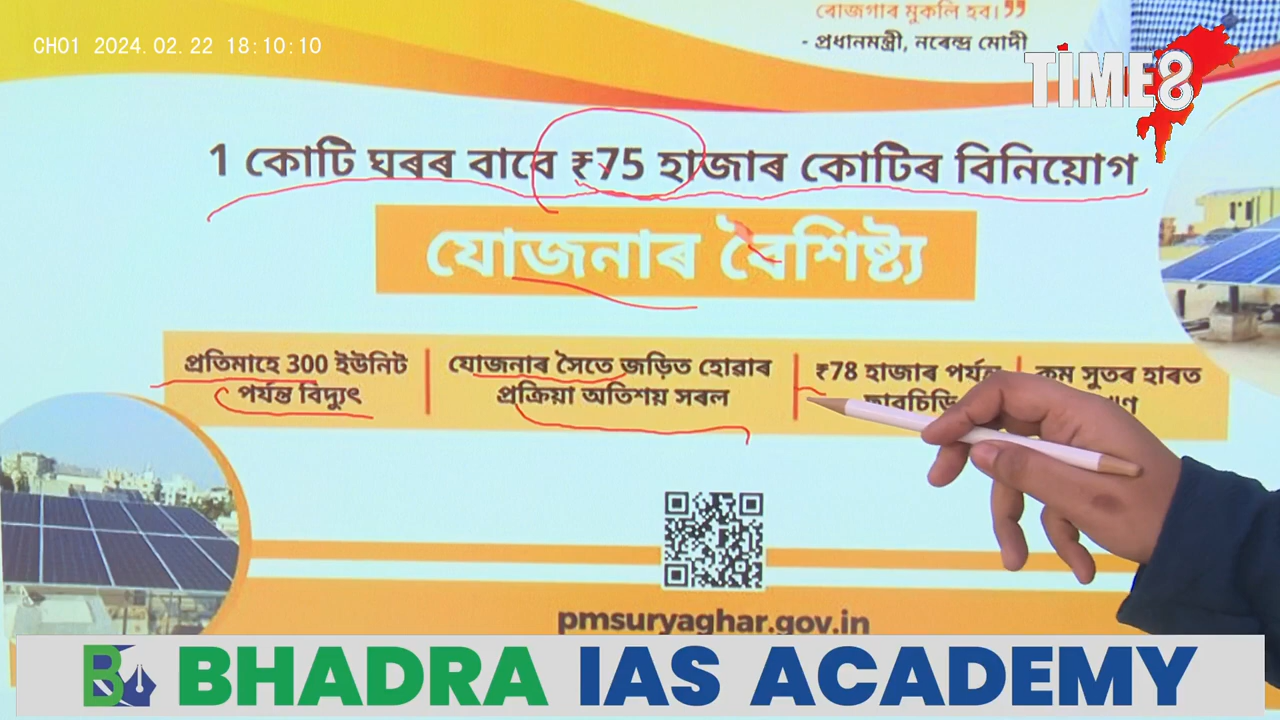 ৰোজগাৰ মুকলি হব।”
- প্ৰধানমন্ত্ৰী, নৰেন্দ্ৰ মোদী
CH01 2024.02.22 18:10:10
TIME8
1 কোটি ঘৰৰ বাবে ₹75 হাজাৰ কোটিৰ বিনিয়োগ
যোজনাৰ বৈশিষ্ট্য
প্ৰতিমাহে 300 ইউনিট
পৰ্যন্ত বিদ্যুৎ
যোজনাৰ সৈতে জড়িত হোৱাৰ
প্ৰক্ৰিয়া অতিশয় সৰল
₹78 হাজাৰ পৰ্যন্ত
কম সুতৰ হাৰত
pmsuryaghar.gov.in
BHADRA IAS ACADEMY